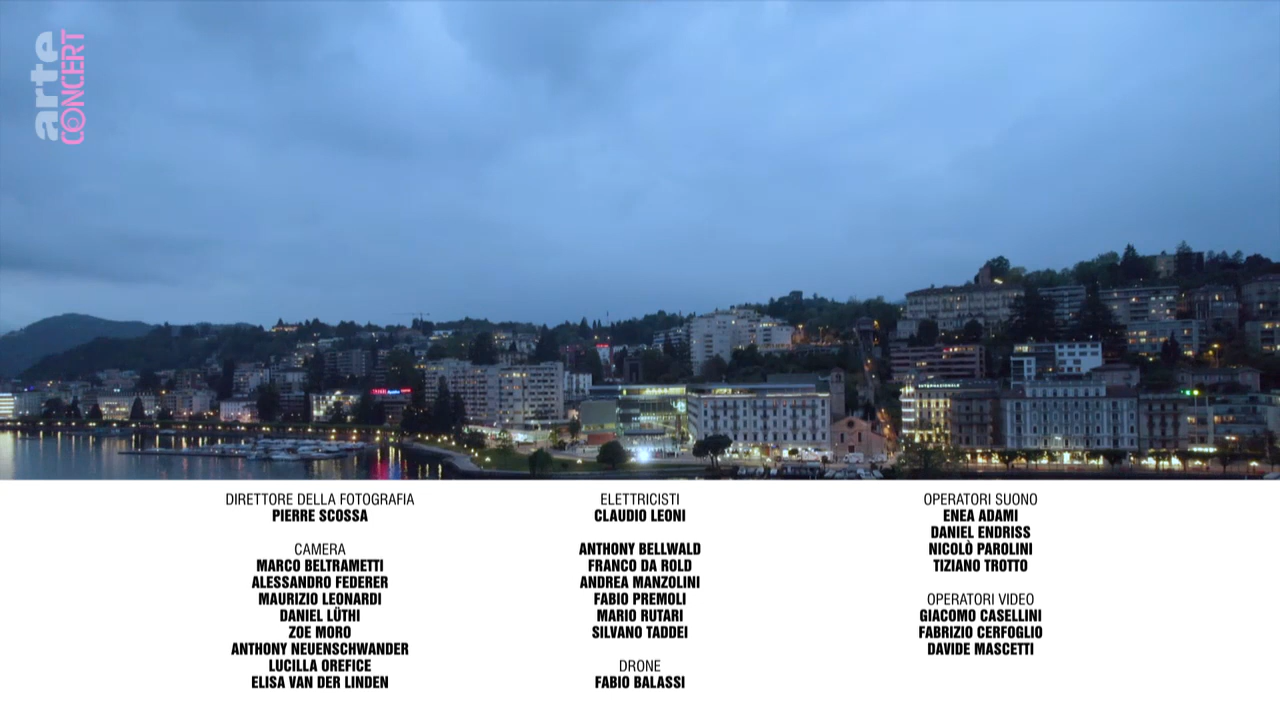 arte
CONCERT
INTERNAZIONALE
DIRETTORE DELLA FOTOGRAFIA
PIERRE SCOSSA
CAMERA
MARCO BELTRAMETTI
ALESSANDRO FEDERER
MAURIZIO LEONARDI
DANIEL LÜTHI
ZOE MORO
ANTHONY NEUENSCHWANDER
LUCILLA OREFICE
ELISA VAN DER LINDEN
ELETTRICISTI
CLAUDIO LEONI
ANTHONY BELLWALD
FRANCO DA ROLD
ANDREA MANZOLINI
FABIO PREMOLI
MARIO RUTARI
SILVANO TADDEI
DRONE
FABIO BALASSI
OPERATORI SUONO
ENEA ADAMI
DANIEL ENDRISS
NICOLÒ PAROLINI
TIZIANO TROTTO
OPERATORI VIDEO
GIACOMO CASELLINI
FABRIZIO CERFOGLIO
DAVIDE MASCETTI